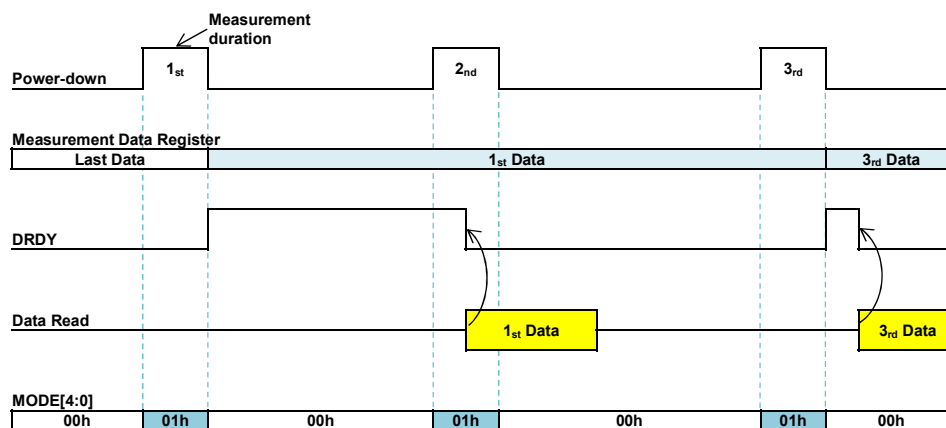 Measurement
duration
Power-down
1st
2nd
3rd
Measurement Data Register
Last Data
1st Data
3rd Data
DRDY
Data Read
1st Data
3rd Data
MODE[4:0]
00h
01h
00h
01h
00h
01h
00h